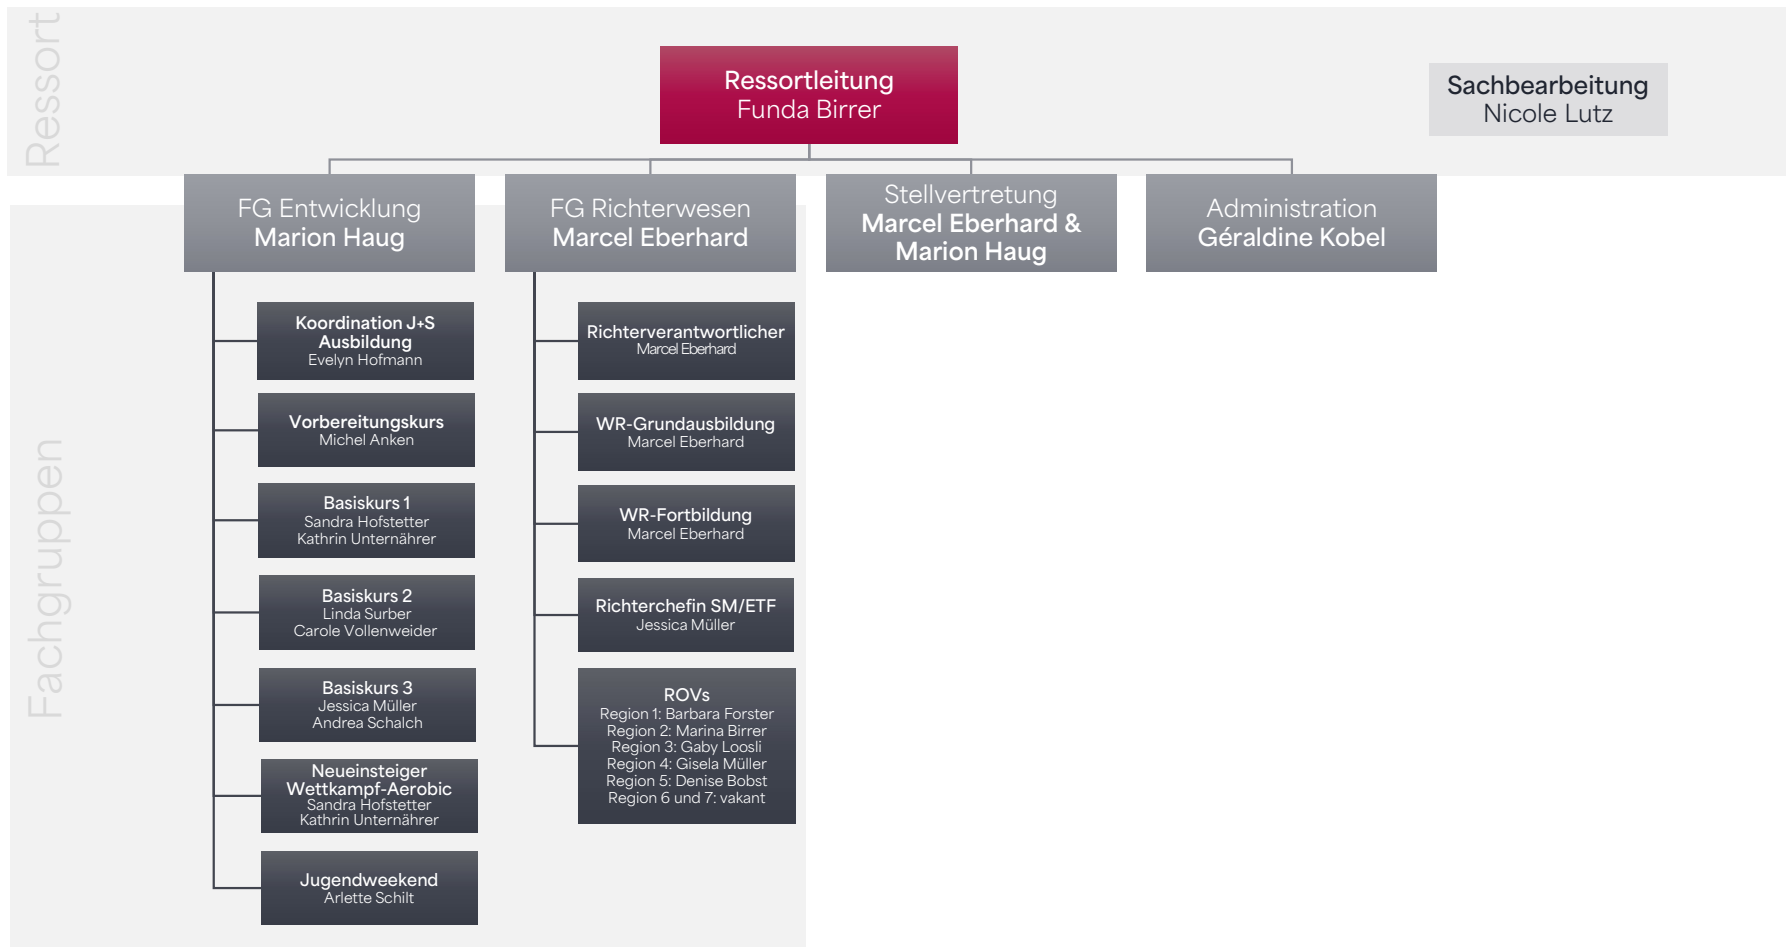 Ressort
Ressortleitung
Funda Birrer
Sachbearbeitung
Nicole Lutz
FG Entwicklung
Marion Haug
FG Richterwesen
Marcel Eberhard
Stellvertretung
Marcel Eberhard &
Marion Haug
Administration
Géraldine Kobel
Fachgruppen
Koordination J+S
Ausbildung
Evelyn Hofmann
Vorbereitungskurs
Michel Anken
Basiskurs 1
Sandra Hofstetter
Kathrin Unternährer
Basiskurs 2
Linda Surber
Carole Vollenweider
Basiskurs 3
Jessica Müller
Andrea Schalch
Neueinsteiger
Wettkampf-Aerobic
Sandra Hofstetter
Kathrin Unternährer
Jugendweekend
Arlette Schilt
Richterverantwortlicher
Marcel Eberhard
WR-Grundausbildung
Marcel Eberhard
WR-Fortbildung
Marcel Eberhard
Richterchefin SM/ETF
Jessica Müller
ROVs
Region 1: Barbara Forster
Region 2: Marina Birrer
Region 3: Gaby Loosli
Region 4: Gisela Müller
Region 5: Denise Bobst
Region 6 und 7: vakant